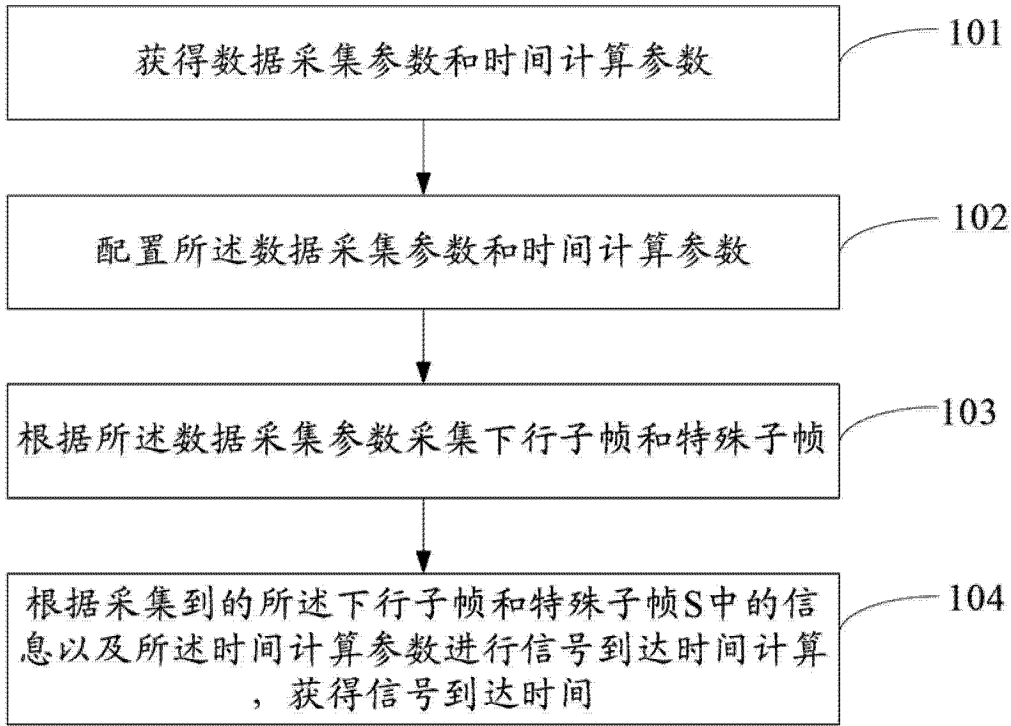 获得数据采集参数和时间计算参数
101
配置所述数据采集参数和时间计算参数
102
根据所述数据采集参数采集下行子帧和特殊子帧
103
根据采集到的所述下行子帧和特殊子帧S中的信
息以及所述时间计算参数进行信号到达时间计算
，获得信号到达时间
104